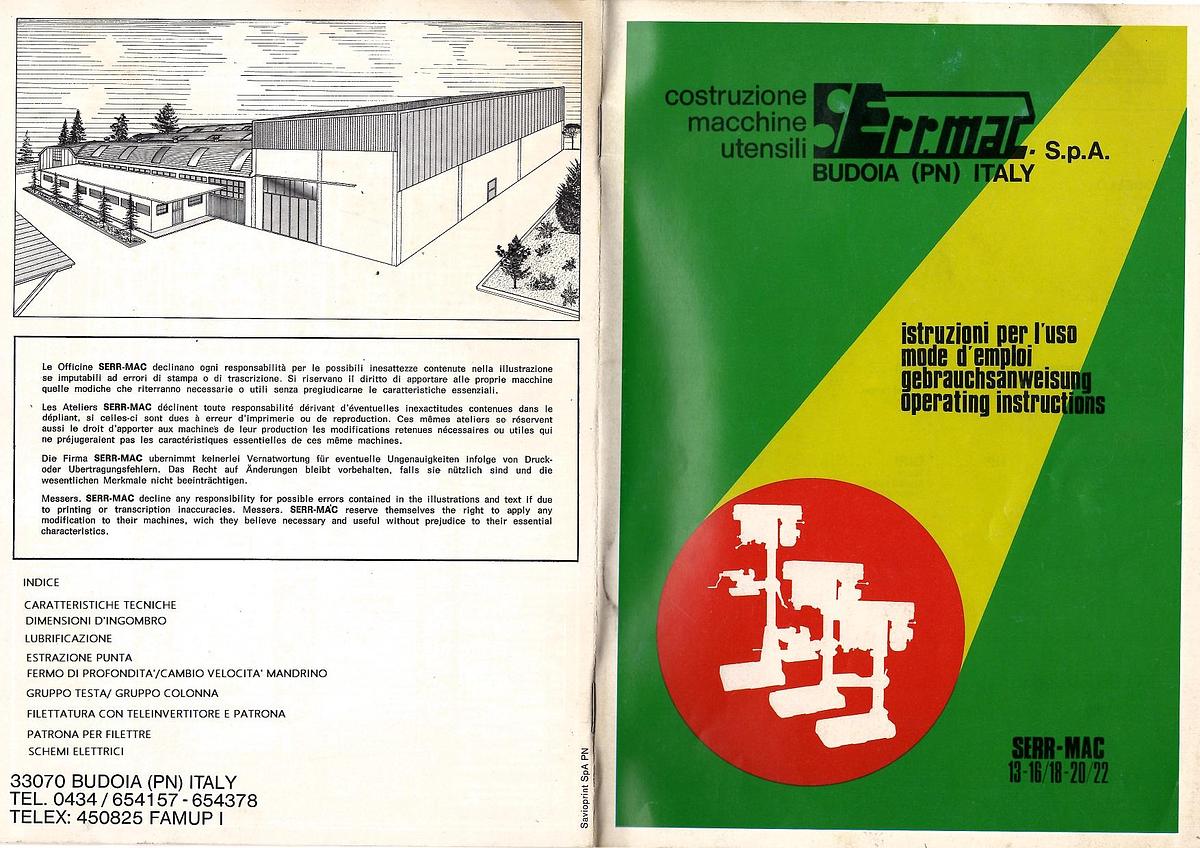 Le Officine SERR-MAC declinano ogni responsabilità per le possibili inesattezze contenute nella illustrazione
se imputabili ad errori di stampa o di trascrizione. Si riservano il diritto di apportare alle proprie macchine
quelle modiche che riterranno necessario o utili senza pregiudicarne le caratteristiche essenziali.
Les Ateliers SERR-MAC déclinent toute responsabilité dérivant d'éventuelles inexactitudes contenues dans le
dépliant, si celles-ci sont dues à erreur d'imprimerie ou de reproduction. Ces mêmes ateliers se réservent
aussi le droit d'apporter aux machines de leur production les modifications retenues nécessaires ou utiles qui
ne préjugeraient pas les caractéristiques essentielles de ces même machines.
Die Firma SERR-MAC ubernimmt keinerlei Vernatwortung für eventuelle Ungenauigkeiten infolge von Druck-
oder Ubertragungsfehlern. Das Recht auf Änderungen bleibt vorbehalten, falls sie nützlich sind und die
wesentlichen Merkmale nicht beeinträchtigen.
Messers. SERR-MAC decline any responsibility for possible errors contained in the illustrations and text if due
to printing or transcription inaccuracies. Messers. SERR-MAC reserve themselves the right to apply any
modification to their machines, wich they believe necessary and useful without prejudice to their essential
characteristics.
INDICE
CARATTERISTICHE TECNICHE
DIMENSIONI D'INGOMBRO
LUBRIFICAZIONE
ESTRAZIONE PUNTA
FERMO DI PROFONDITA'/CAMBIO VELOCITA' MANDRINO
GRUPPO TESTA/ GRUPPO COLONNA
FILETTATURA CON TELEINVERTITORE E PATRONA
PATRONA PER FILETTRE
SCHEMI ELETTRICI
33070 BUDOIA (PN) ITALY
TEL. 0434 / 654157 - 654378
TELEX: 450825 FAMUP I
Savioprint SpA PN
costruzione
macchine
utensili
SErr.mac. S.p.A.
BUDOIA (PN) ITALY
istruzioni per l'uso
mode d'emploi
gebrauchsanweisung
operating instructions
SERR-MAC
13-16/18-20/22